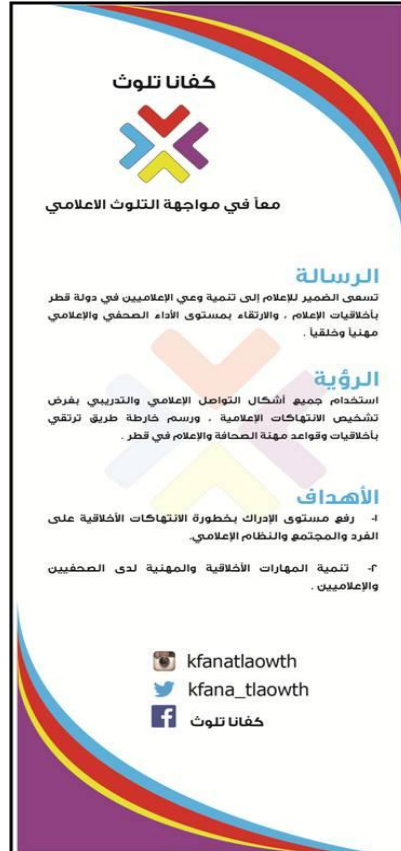 كفانا تلوث
معاً في مواجهة التلوث الاعلامي
الرسالة
تسعى الضمير للإعلام إلى تنمية وعي الإعلاميين في دولة قطر
بأخلاقيات الإعلام ، والارتقاء بمستوى الأداء الصحفي والإعلامي
مهنياً وخلقياً .
الرؤية
استخدام جميع أشكال التواصل الإعلامي والتدريبي بغرض
تشخيص الانتهاكات الإعلامية ، ورسم خارطة طريق ترتقي
بأخلاقيات وقواعد مهنة الصحافة والإعلام في قطر .
الأهداف
١- رفع مستوى الإدراك بخطورة الانتهاكات الأخلاقية على
الفرد والمجتمع والنظام الإعلامي.
٢- تنمية المهارات الأخلاقية والمهنية لدى الصحفيين
والإعلاميين .
kfanatlaowth
kfana_tlaowth
كفانا تلوث